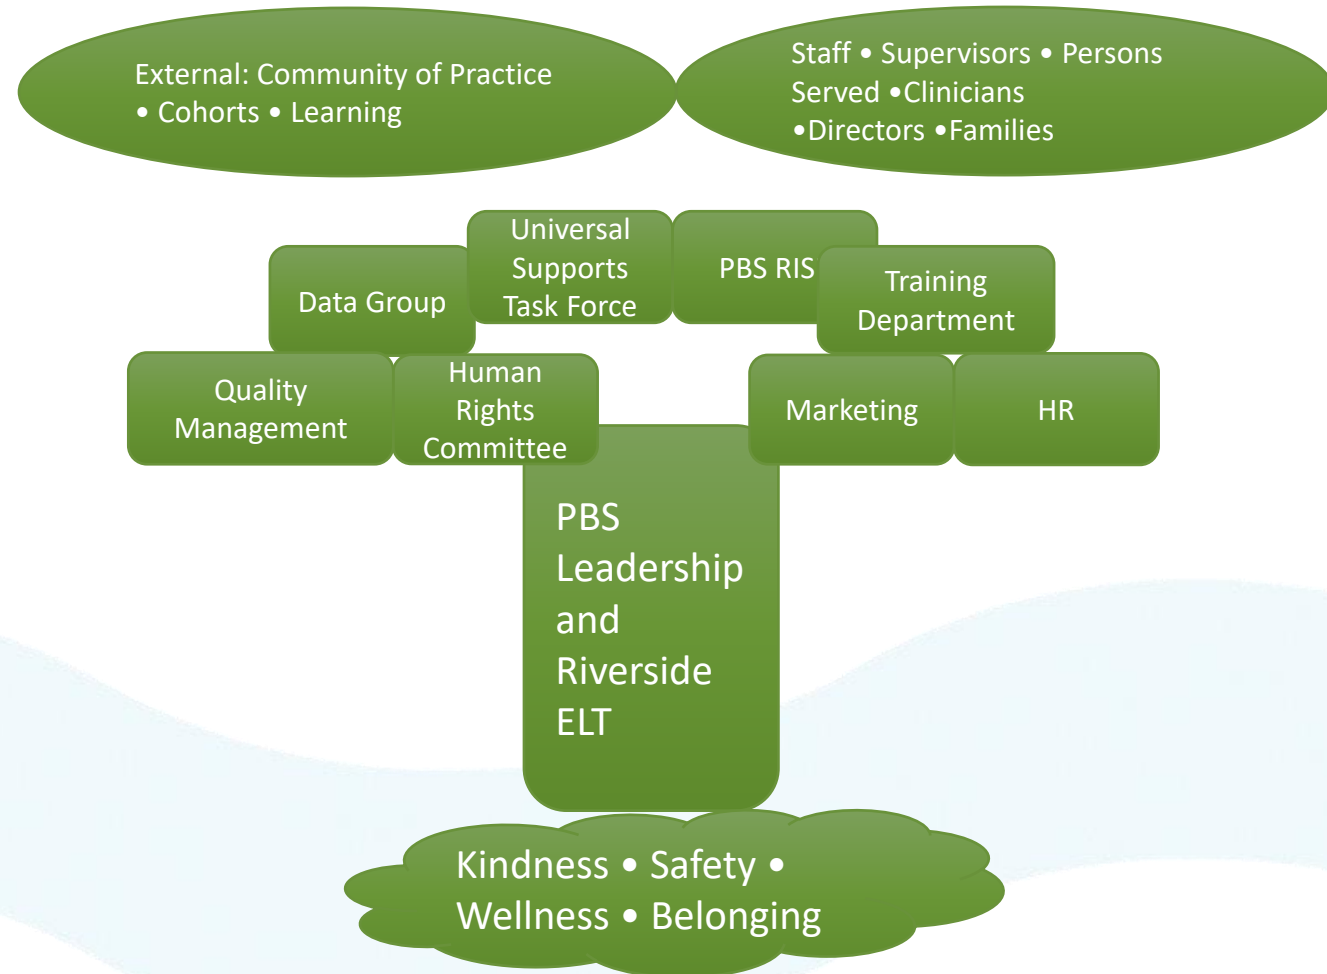 External: Community of Practice
• Cohorts • Learning
Staff • Supervisors • Persons
Served •Clinicians
•Directors •Families
Universal
Supports
Task Force
PBS RIS
Data Group
Training
Department
Quality
Management
Human
Rights
Committee
Marketing
HR
PBS
Leadership
and
Riverside
ELT
Kindness • Safety •
Wellness • Belonging